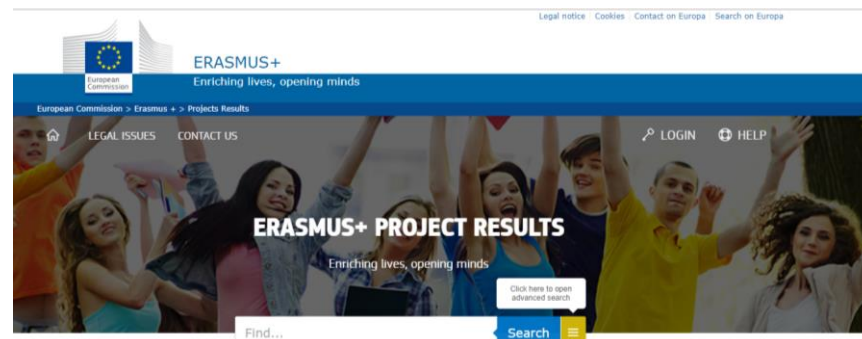 Legal notice Cookies Contact on Europa Search on Europa
European
Commission
ERASMUS+
Enriching lives, opening minds
European Commission > Erasmus + > Projects Results
LEGAL ISSUES CONTACT US LOGIN HELP
ERASMUS+ PROJECT RESULTS
Enriching lives, opening minds
Click here to open
advanced search
Find... Search